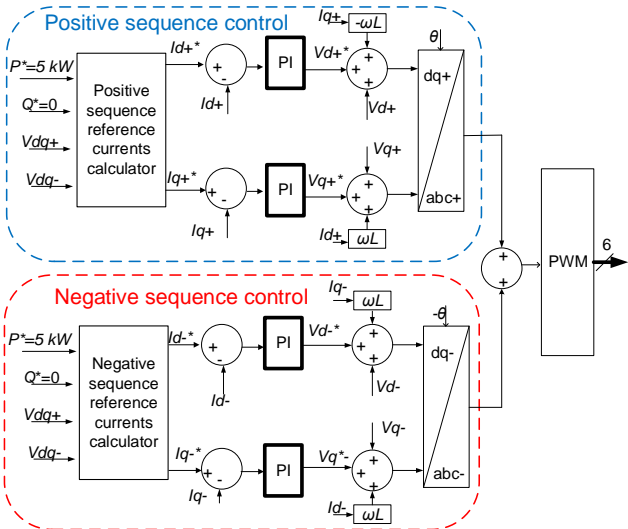 Positive sequence control
P*=5 kW
Q*=0
Vdq+
Vdq-
Positive
sequence
reference
currents
calculator
Id+*
+
-
Id+
PI
Vd+*
Iq+
-ωL
+
+
+
Vd+
Iq+*
+
-
Iq+
PI
Vq+*
Vq+
+
+
+
Id+
ωL
θ
dq+
abc+
+
+
PWM
6
Negative sequence control
P*=5 kW
Q*=0
Vdq+
Vdq-
Negative
sequence
reference
currents
calculator
Id-*
+
-
Id-
PI
Vd-*
Iq-
ωL
+
+
+
Vd-
Iq-*
+
-
Iq-
PI
Vq*-
Vq-
+
+
+
Id-
ωL
-θ
dq-
abc-